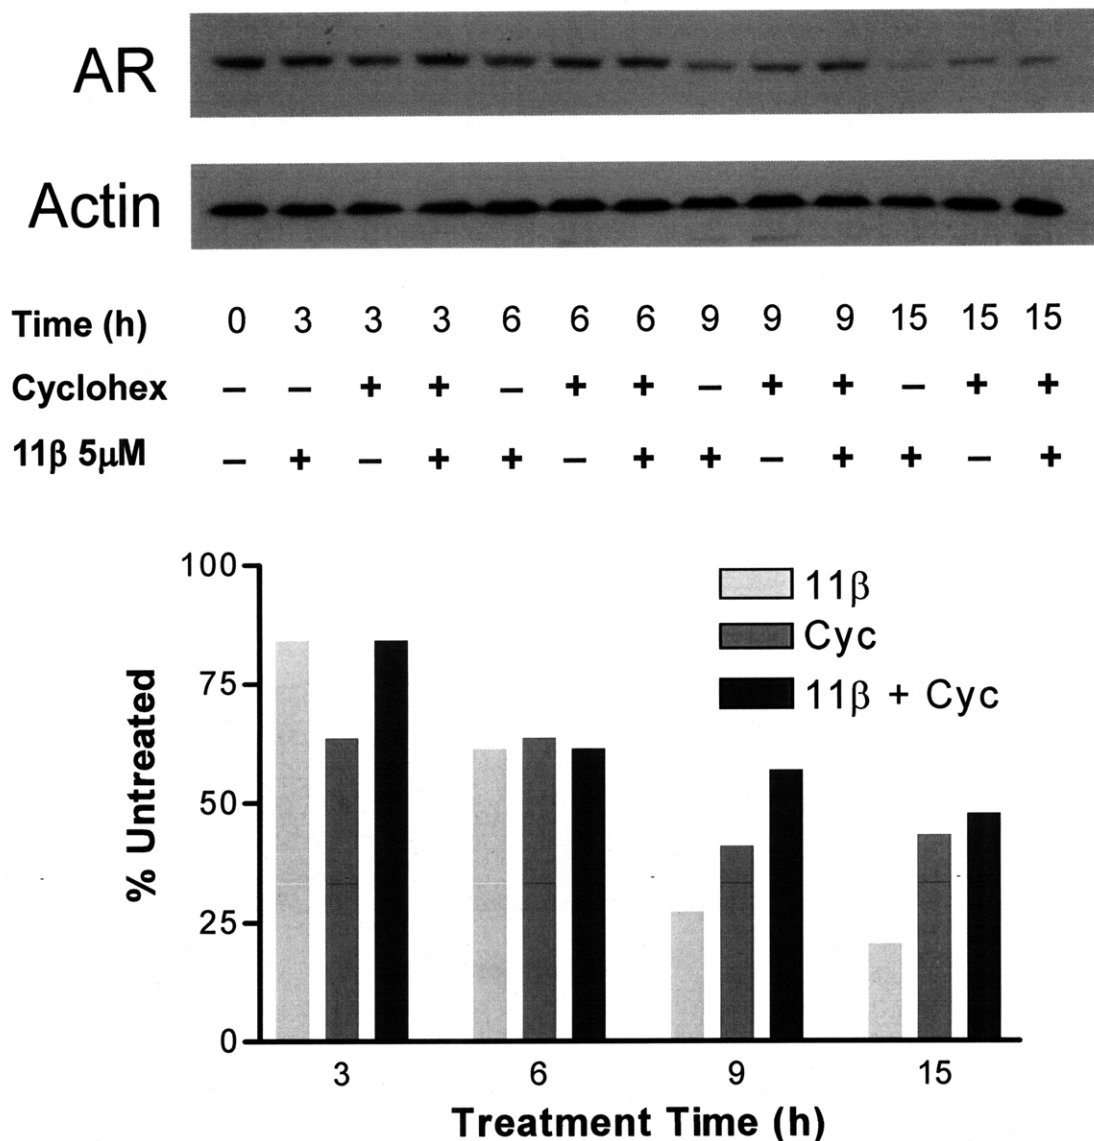 AR
Actin
Time (h) 0 3 3 3 6 6 6 9 9 9 15 15 15
Cyclohex – – + + – + + – + + – + +
11β 5μM – + – + + – + + – + + – +
100
75
50
25
0
% Untreated
11β
Cyc
11β + Cyc
3 6 9 15
Treatment Time (h)